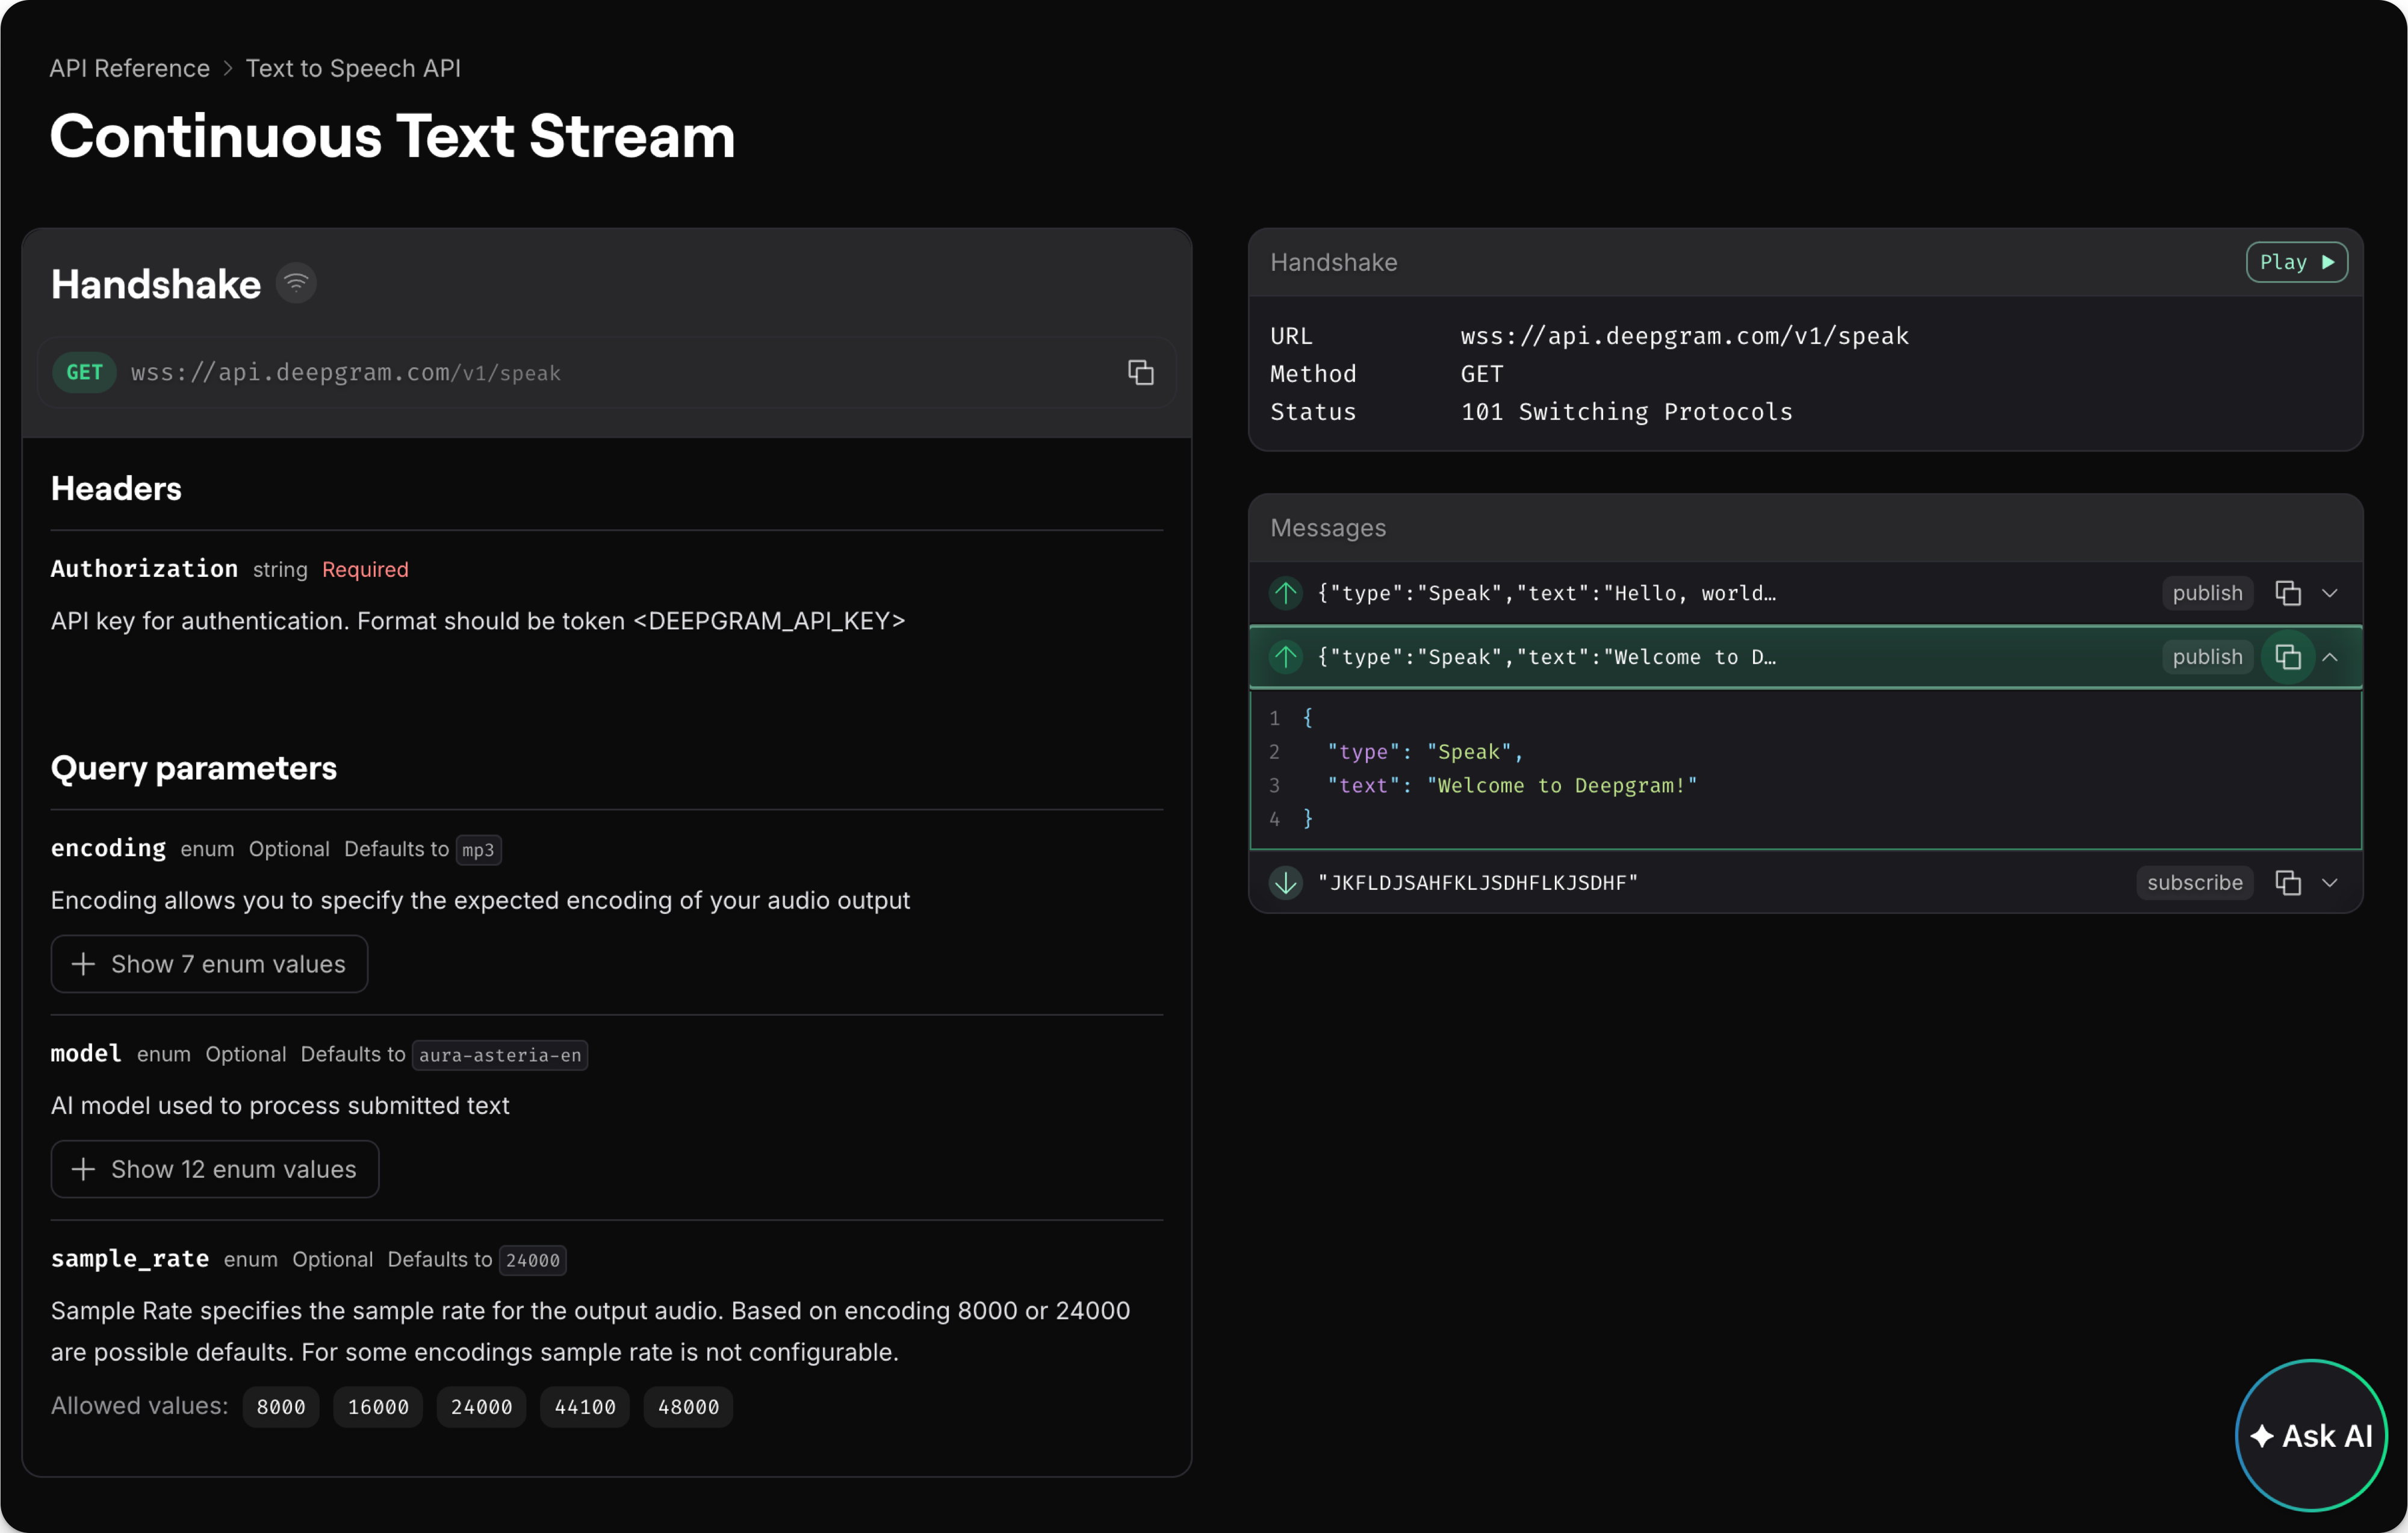 API Reference > Text to Speech API
Continuous Text Stream
Handshake
GET wss://api.deepgram.com/v1/speak
Headers
Authorization string Required
API key for authentication. Format should be token <DEEPGRAM_API_KEY>
Query parameters
encoding enum Optional Defaults to mp3
Encoding allows you to specify the expected encoding of your audio output
Show 7 enum values
model enum Optional Defaults to aura-asteria-en
AI model used to process submitted text
Show 12 enum values
sample_rate enum Optional Defaults to 24000
Sample Rate specifies the sample rate for the output audio. Based on encoding 8000 or 24000
are possible defaults. For some encodings sample rate is not configurable.
Allowed values: 8000 16000 24000 44100 48000
Handshake Play
URL wss://api.deepgram.com/v1/speak
Method GET
Status 101 Switching Protocols
Messages
{"type":"Speak","text":"Hello, world… publish
{"type":"Speak","text":"Welcome to D… publish
1 {
2 "type": "Speak",
3 "text": "Welcome to Deepgram!"
4 }
"JKFLDJSAHFKLJSDHFLKJSDHF" subscribe
Ask AI